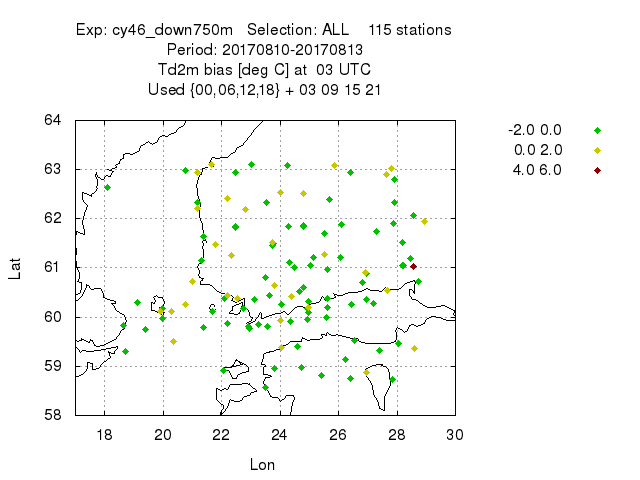 Exp: cy46_down750m   Selection: ALL    115 stations
Period: 20170810-20170813
Td2m bias [deg C] at  03 UTC
Used {00,06,12,18} + 03 09 15 21
-2.0 0.0
0.0 2.0
4.0 6.0
64
63
62
61
60
59
58
Lat
18 20 22 24 26 28 30
Lon